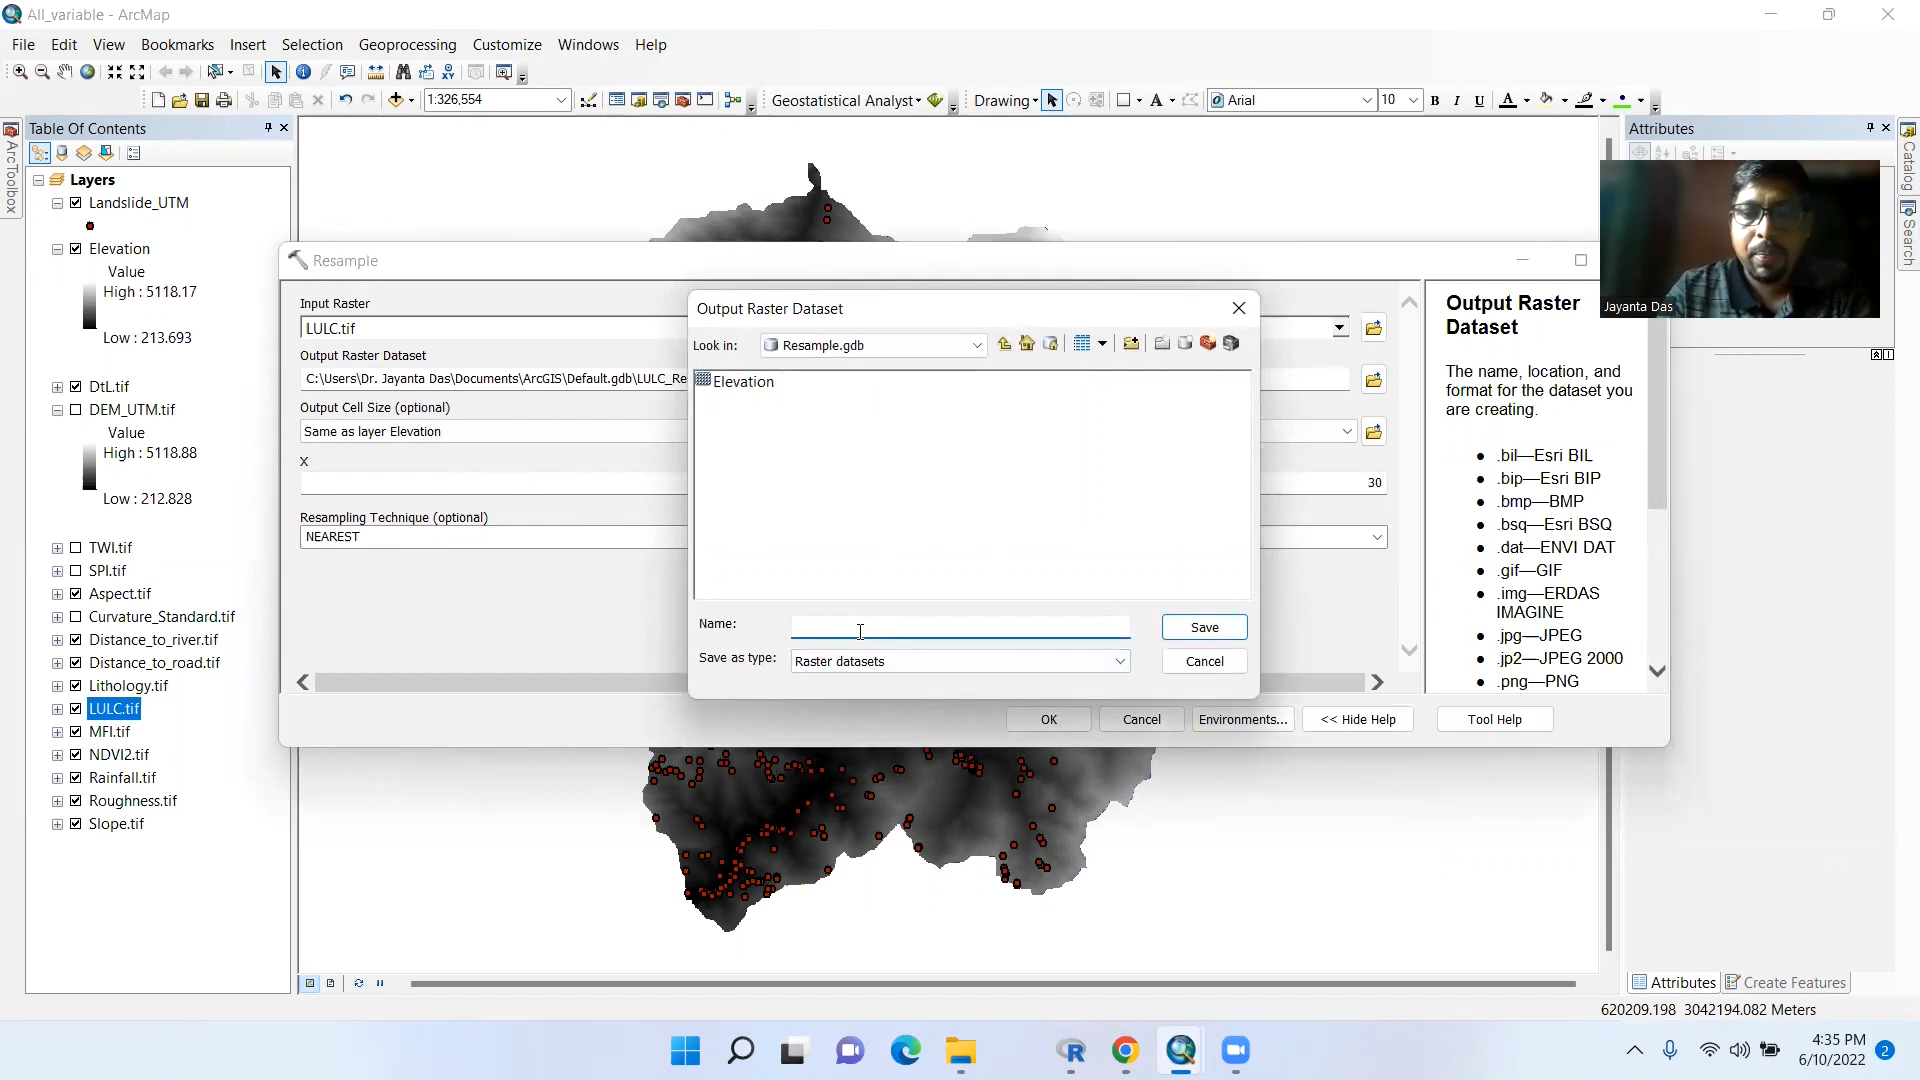 All_variable - ArcMap
File Edit View Bookmarks Insert Selection Geoprocessing Customize Windows Help
1:326,554 Geostatistical Analyst Drawing Arial 10 B I U A
Table Of Contents
Attributes
ArcToolbox
Catalog
Search
Layers
Landslide_UTM
Elevation
Value
High : 5118.17
Low : 213.693
DtL.tif
DEM_UTM.tif
Value
High : 5118.88
Low : 212.828
TWI.tif
SPI.tif
Aspect.tif
Curvature_Standard.tif
Distance_to_river.tif
Distance_to_road.tif
Lithology.tif
LULC.tif
MFI.tif
NDVI2.tif
Rainfall.tif
Roughness.tif
Slope.tif
Resample
Input Raster
LULC.tif
Output Raster Dataset
C:\Users\Dr. Jayanta Das\Documents\ArcGIS\Default.gdb\LULC_Re
Output Cell Size (optional)
Same as layer Elevation
X
30
Resampling Technique (optional)
NEAREST
OK Cancel Environments... << Hide Help Tool Help
Output Raster Dataset
Look in: Resample.gdb
Elevation
Name:
Save
Save as type: Raster datasets
Cancel
Output Raster
Dataset
The name, location, and
format for the dataset you
are creating.
.bil—Esri BIL
.bip—Esri BIP
.bmp—BMP
.bsq—Esri BSQ
.dat—ENVI DAT
.gif—GIF
.img—ERDAS
IMAGINE
.jpg—JPEG
.jp2—JPEG 2000
.png—PNG
Jayanta Das
Attributes Create Features
620209.198 3042194.082 Meters
4:35 PM
6/10/2022
2